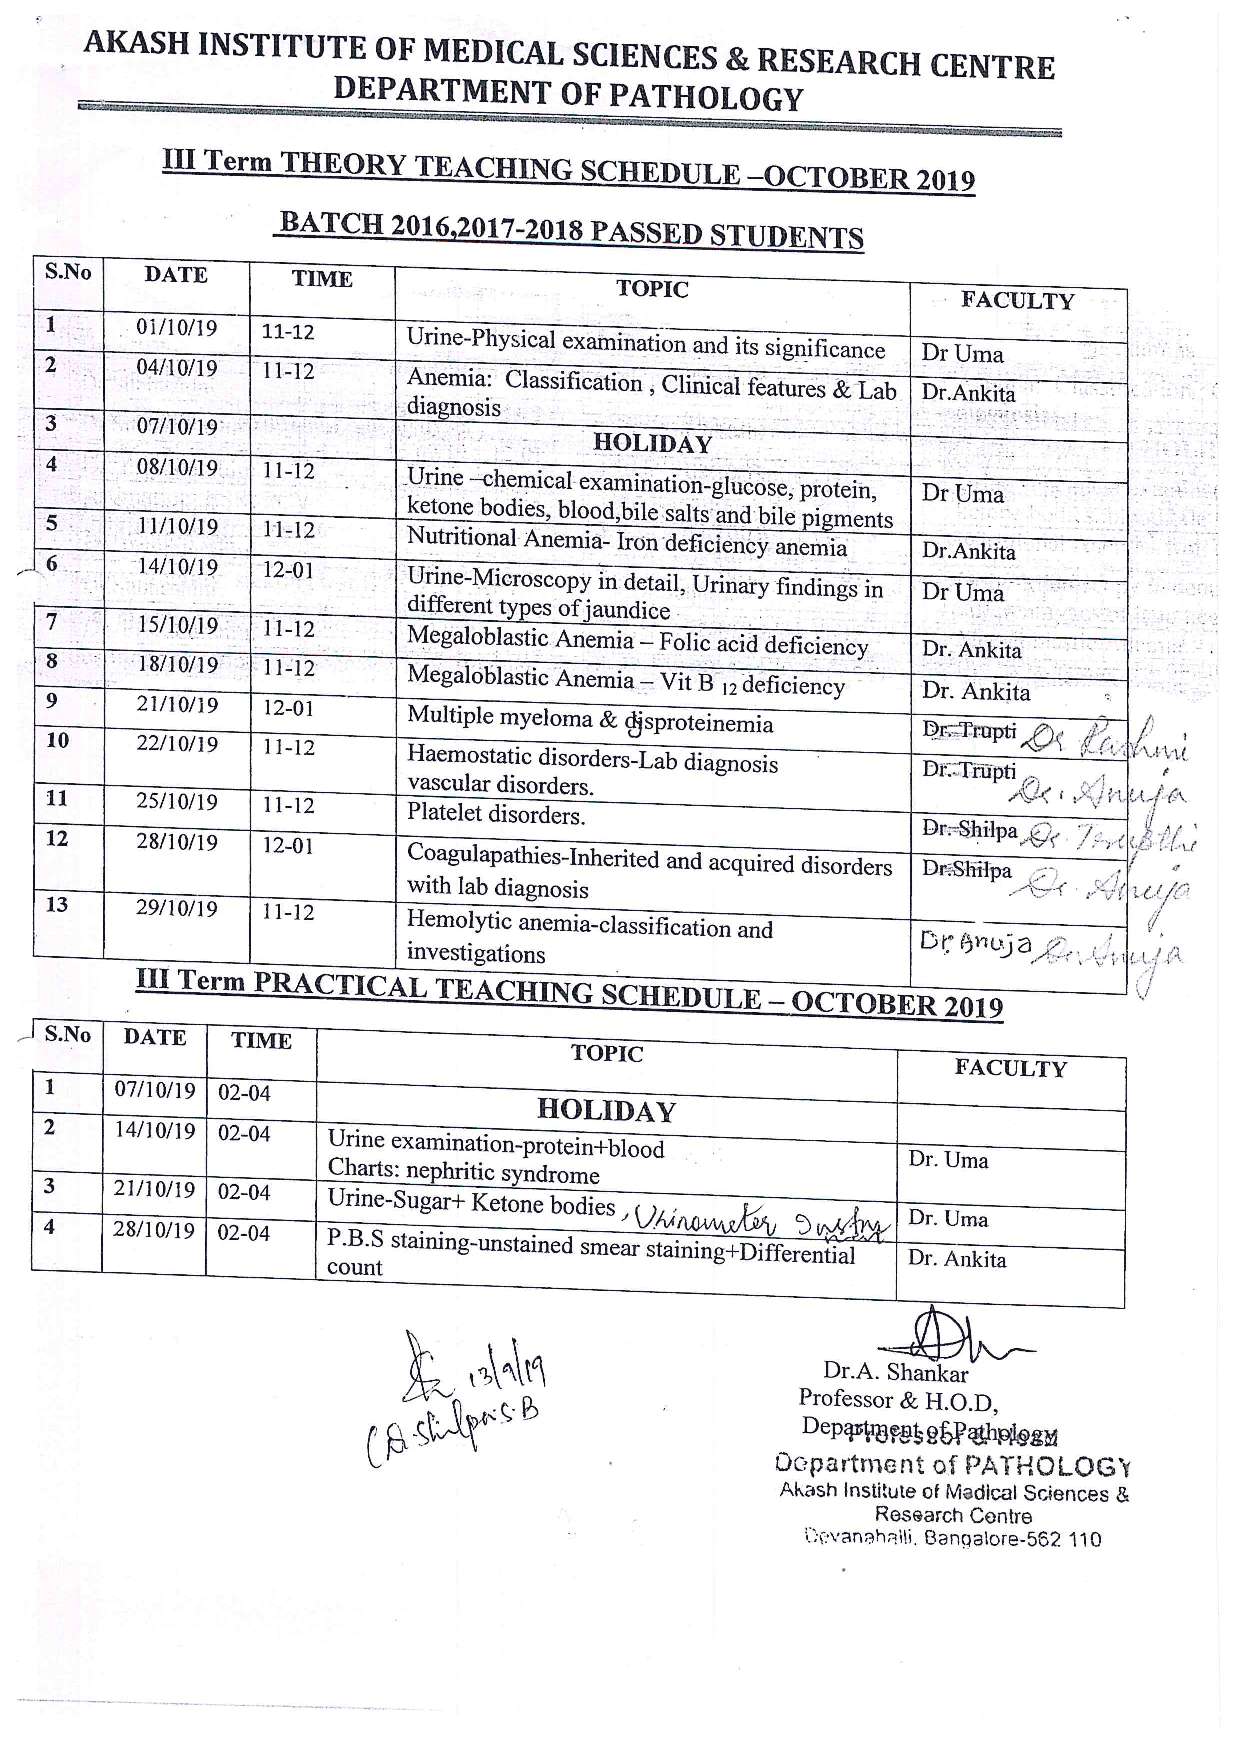 AKASH INSTITUTE OF MEDICAL SCIENCES & RESEARCH CENTRE
DEPARTMENT OF PATHOLOGY
III Term THEORY TEACHING SCHEDULE –OCTOBER 2019
BATCH 2016,2017-2018 PASSED STUDENTS
S.No DATE TIME TOPIC FACULTY
1 01/10/19 11-12 Urine-Physical examination and its significance Dr Uma
2 04/10/19 11-12 Anemia: Classification , Clinical features & Lab Dr.Ankita
diagnosis
3 07/10/19 HOLIDAY
4 08/10/19 11-12 Urine –chemical examination-glucose, protein, Dr Uma
ketone bodies, blood,bile salts and bile pigments
5 11/10/19 11-12 Nutritional Anemia- Iron deficiency anemia Dr.Ankita
6 14/10/19 12-01 Urine-Microscopy in detail, Urinary findings in Dr Uma
different types of jaundice
7 15/10/19 11-12 Megaloblastic Anemia – Folic acid deficiency Dr. Ankita
8 18/10/19 11-12 Megaloblastic Anemia – Vit B 12 deficiency Dr. Ankita
9 21/10/19 12-01 Multiple myeloma & disproteinemia Dr. Trupti Dr Rashmi
10 22/10/19 11-12 Haemostatic disorders-Lab diagnosis Dr. Trupti Dr. Anuja
vascular disorders.
11 25/10/19 11-12 Platelet disorders. Dr. Shilpa Dr Trupthi
12 28/10/19 12-01 Coagulapathies-Inherited and acquired disorders Dr Shilpa Dr. Anuja
with lab diagnosis
13 29/10/19 11-12 Hemolytic anemia-classification and Dr Anuja Dr. Anuja
investigations
III Term PRACTICAL TEACHING SCHEDULE – OCTOBER 2019
S.No DATE TIME TOPIC FACULTY
1 07/10/19 02-04 HOLIDAY
2 14/10/19 02-04 Urine examination-protein+blood Dr. Uma
Charts: nephritic syndrome
3 21/10/19 02-04 Urine-Sugar+ Ketone bodies , Urinometer Dr. Uma
4 28/10/19 02-04 P.B.S staining-unstained smear staining+Differential Dr. Ankita
count
13/9/19
Dr. Shilpa.S.B
Dr.A. Shankar
Professor & H.O.D,
Department of Pathology
Department of PATHOLOGY
Akash Institute of Medical Sciences &
Research Centre
Devanahalli, Bangalore-562 110